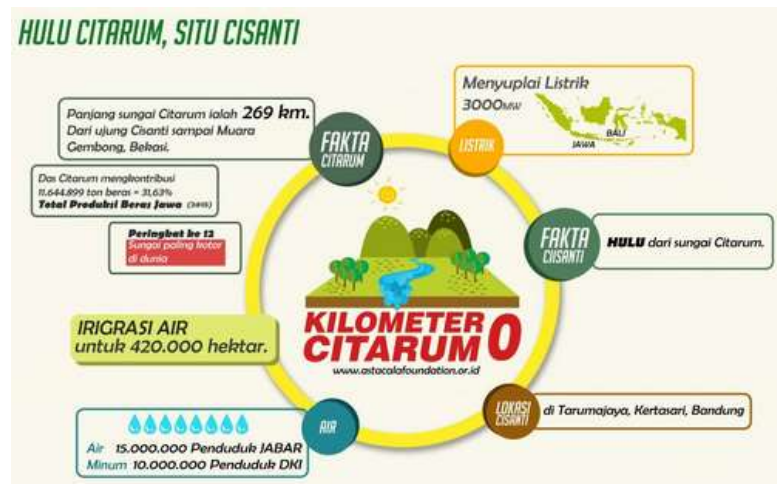 HULU CITARUM, SITU CISANTI
Panjang sungai Citarum ialah 269 km.
Dari ujung Cisanti sampai Muara
Gembong, Bekasi.
FAKTA
CITARUM
Das Citarum mengkontribusi
11.644.899 ton beras = 31,63%
Total Produksi Beras Jawa
Peringkat ke 12
Sungai paling kotor
di dunia
IRIGRASI AIR
untuk 420.000 hektar.
AIR
Air 15.000.000 Penduduk JABAR
Minum 10.000.000 Penduduk DKI
Menyuplai Listrik
3000MW
BALI
JAWA
LISTRIK
FAKTA
CIISANTI
HULU dari sungai Citarum.
LOKASI
CISANTI
di Tarumajaya, Kertasari, Bandung
KILOMETER 0
CITARUM
www.astacalafoundation.or.id